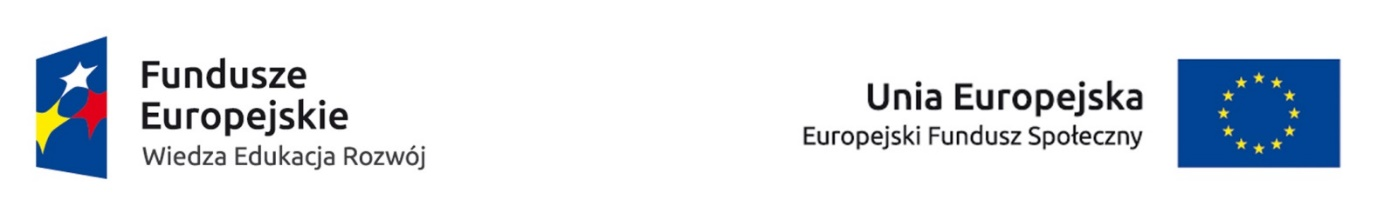 Fundusze
Europejskie
Wiedza Edukacja Rozwój
Unia Europejska
Europejski Fundusz Społeczny